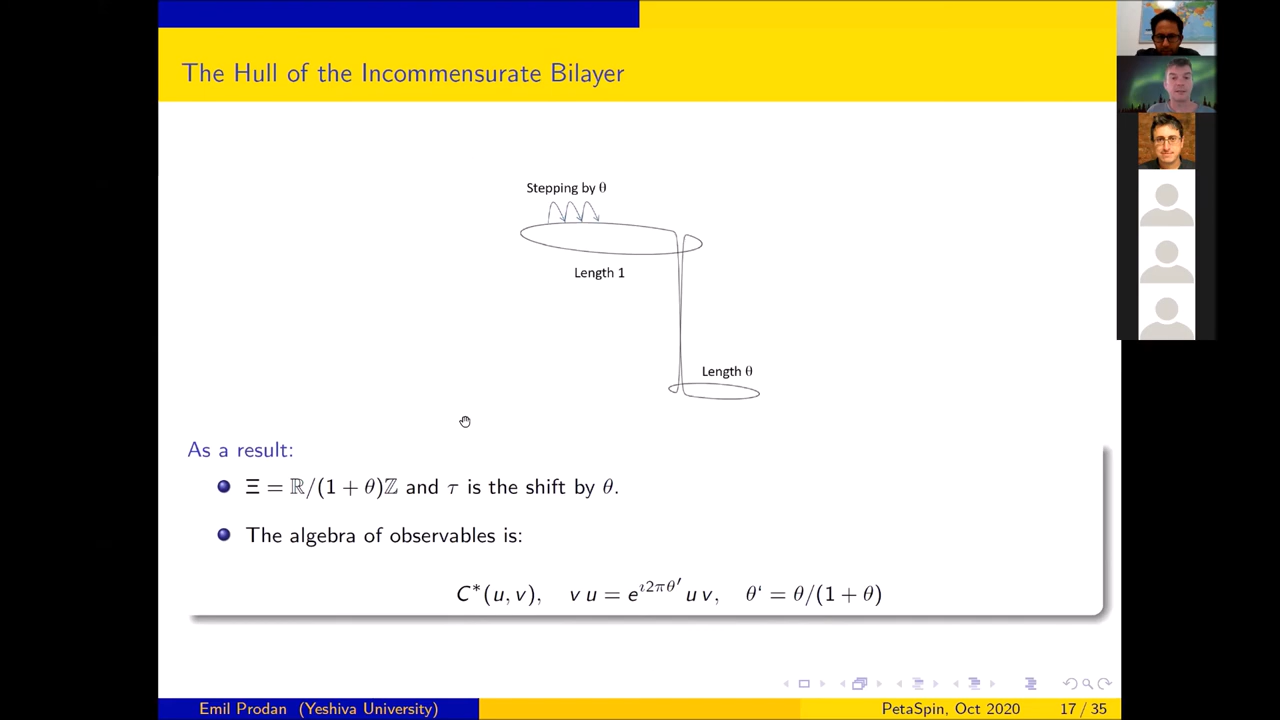 The Hull of the Incommensurate Bilayer
Stepping by θ
Length 1
Length θ
As a result:
Ξ = ℝ/(1 + θ)ℤ and τ is the shift by θ.
The algebra of observables is:
C*(u, v), v u = e^{ı2πθ′} u v, θ‘ = θ/(1 + θ)
Emil Prodan (Yeshiva University) PetaSpin, Oct 2020 17 / 35